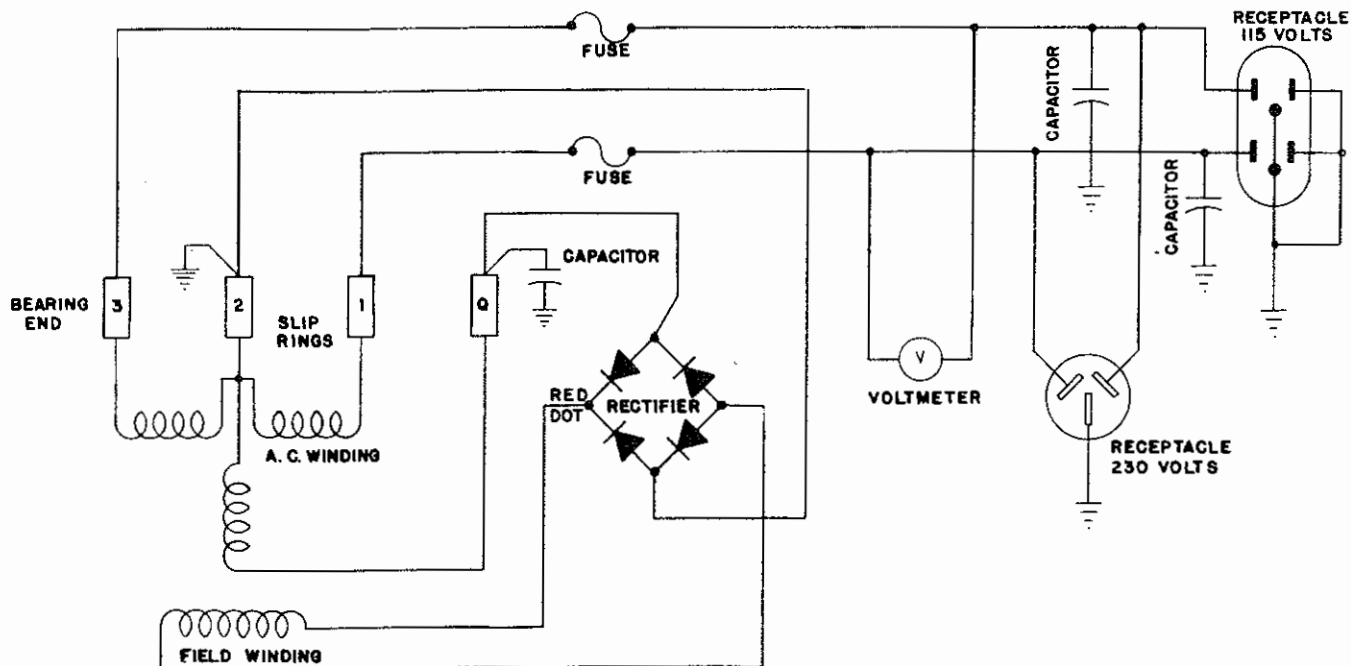 RECEPTACLE
115 VOLTS
FUSE
CAPACITOR
FUSE
CAPACITOR
CAPACITOR
BEARING
END
3
2
SLIP
RINGS
1
Q
RED
DOT
RECTIFIER
V
VOLTMETER
A. C. WINDING
RECEPTACLE
230 VOLTS
FIELD WINDING